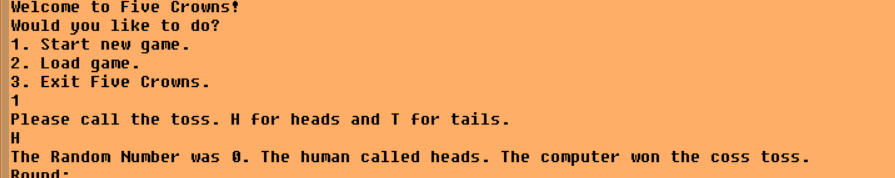 Welcome to Five Crowns!
Would you like to do?
1. Start new game.
2. Load game.
3. Exit Five Crowns.
1
Please call the toss. H for heads and T for tails.
H
The Random Number was 0. The human called heads. The computer won the coss toss.
Round: